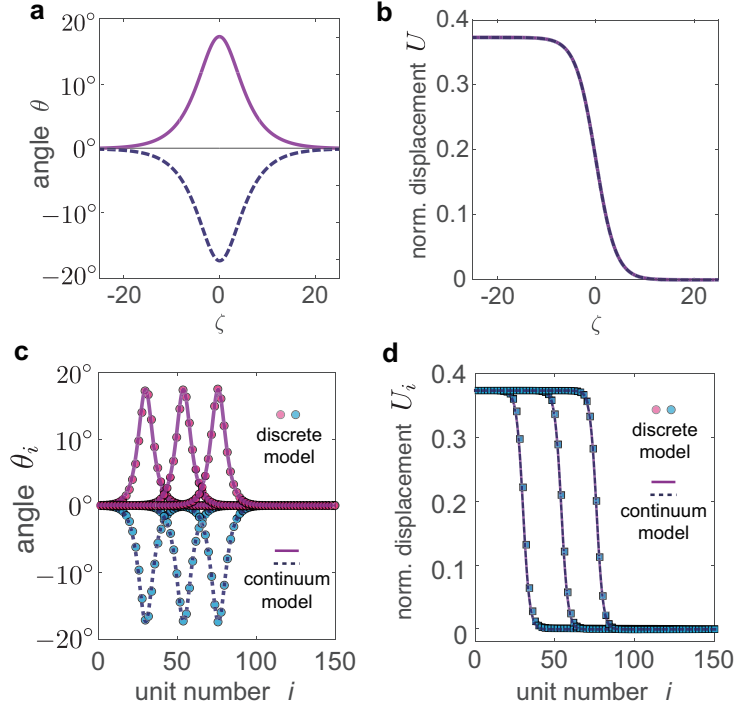 a
20°
10°
0°
−10°
−20°
angle θ
-20
0
20
ζ
b
0.4
0.3
0.2
0.1
0
norm. displacement U
-20
0
20
ζ
c
20°
10°
0°
−10°
−20°
angle θi
discrete
model
continuum
model
0
50
100
150
unit number i
d
0.4
0.3
0.2
0.1
0
norm. displacement Ui
discrete
model
continuum
model
0
50
100
150
unit number i